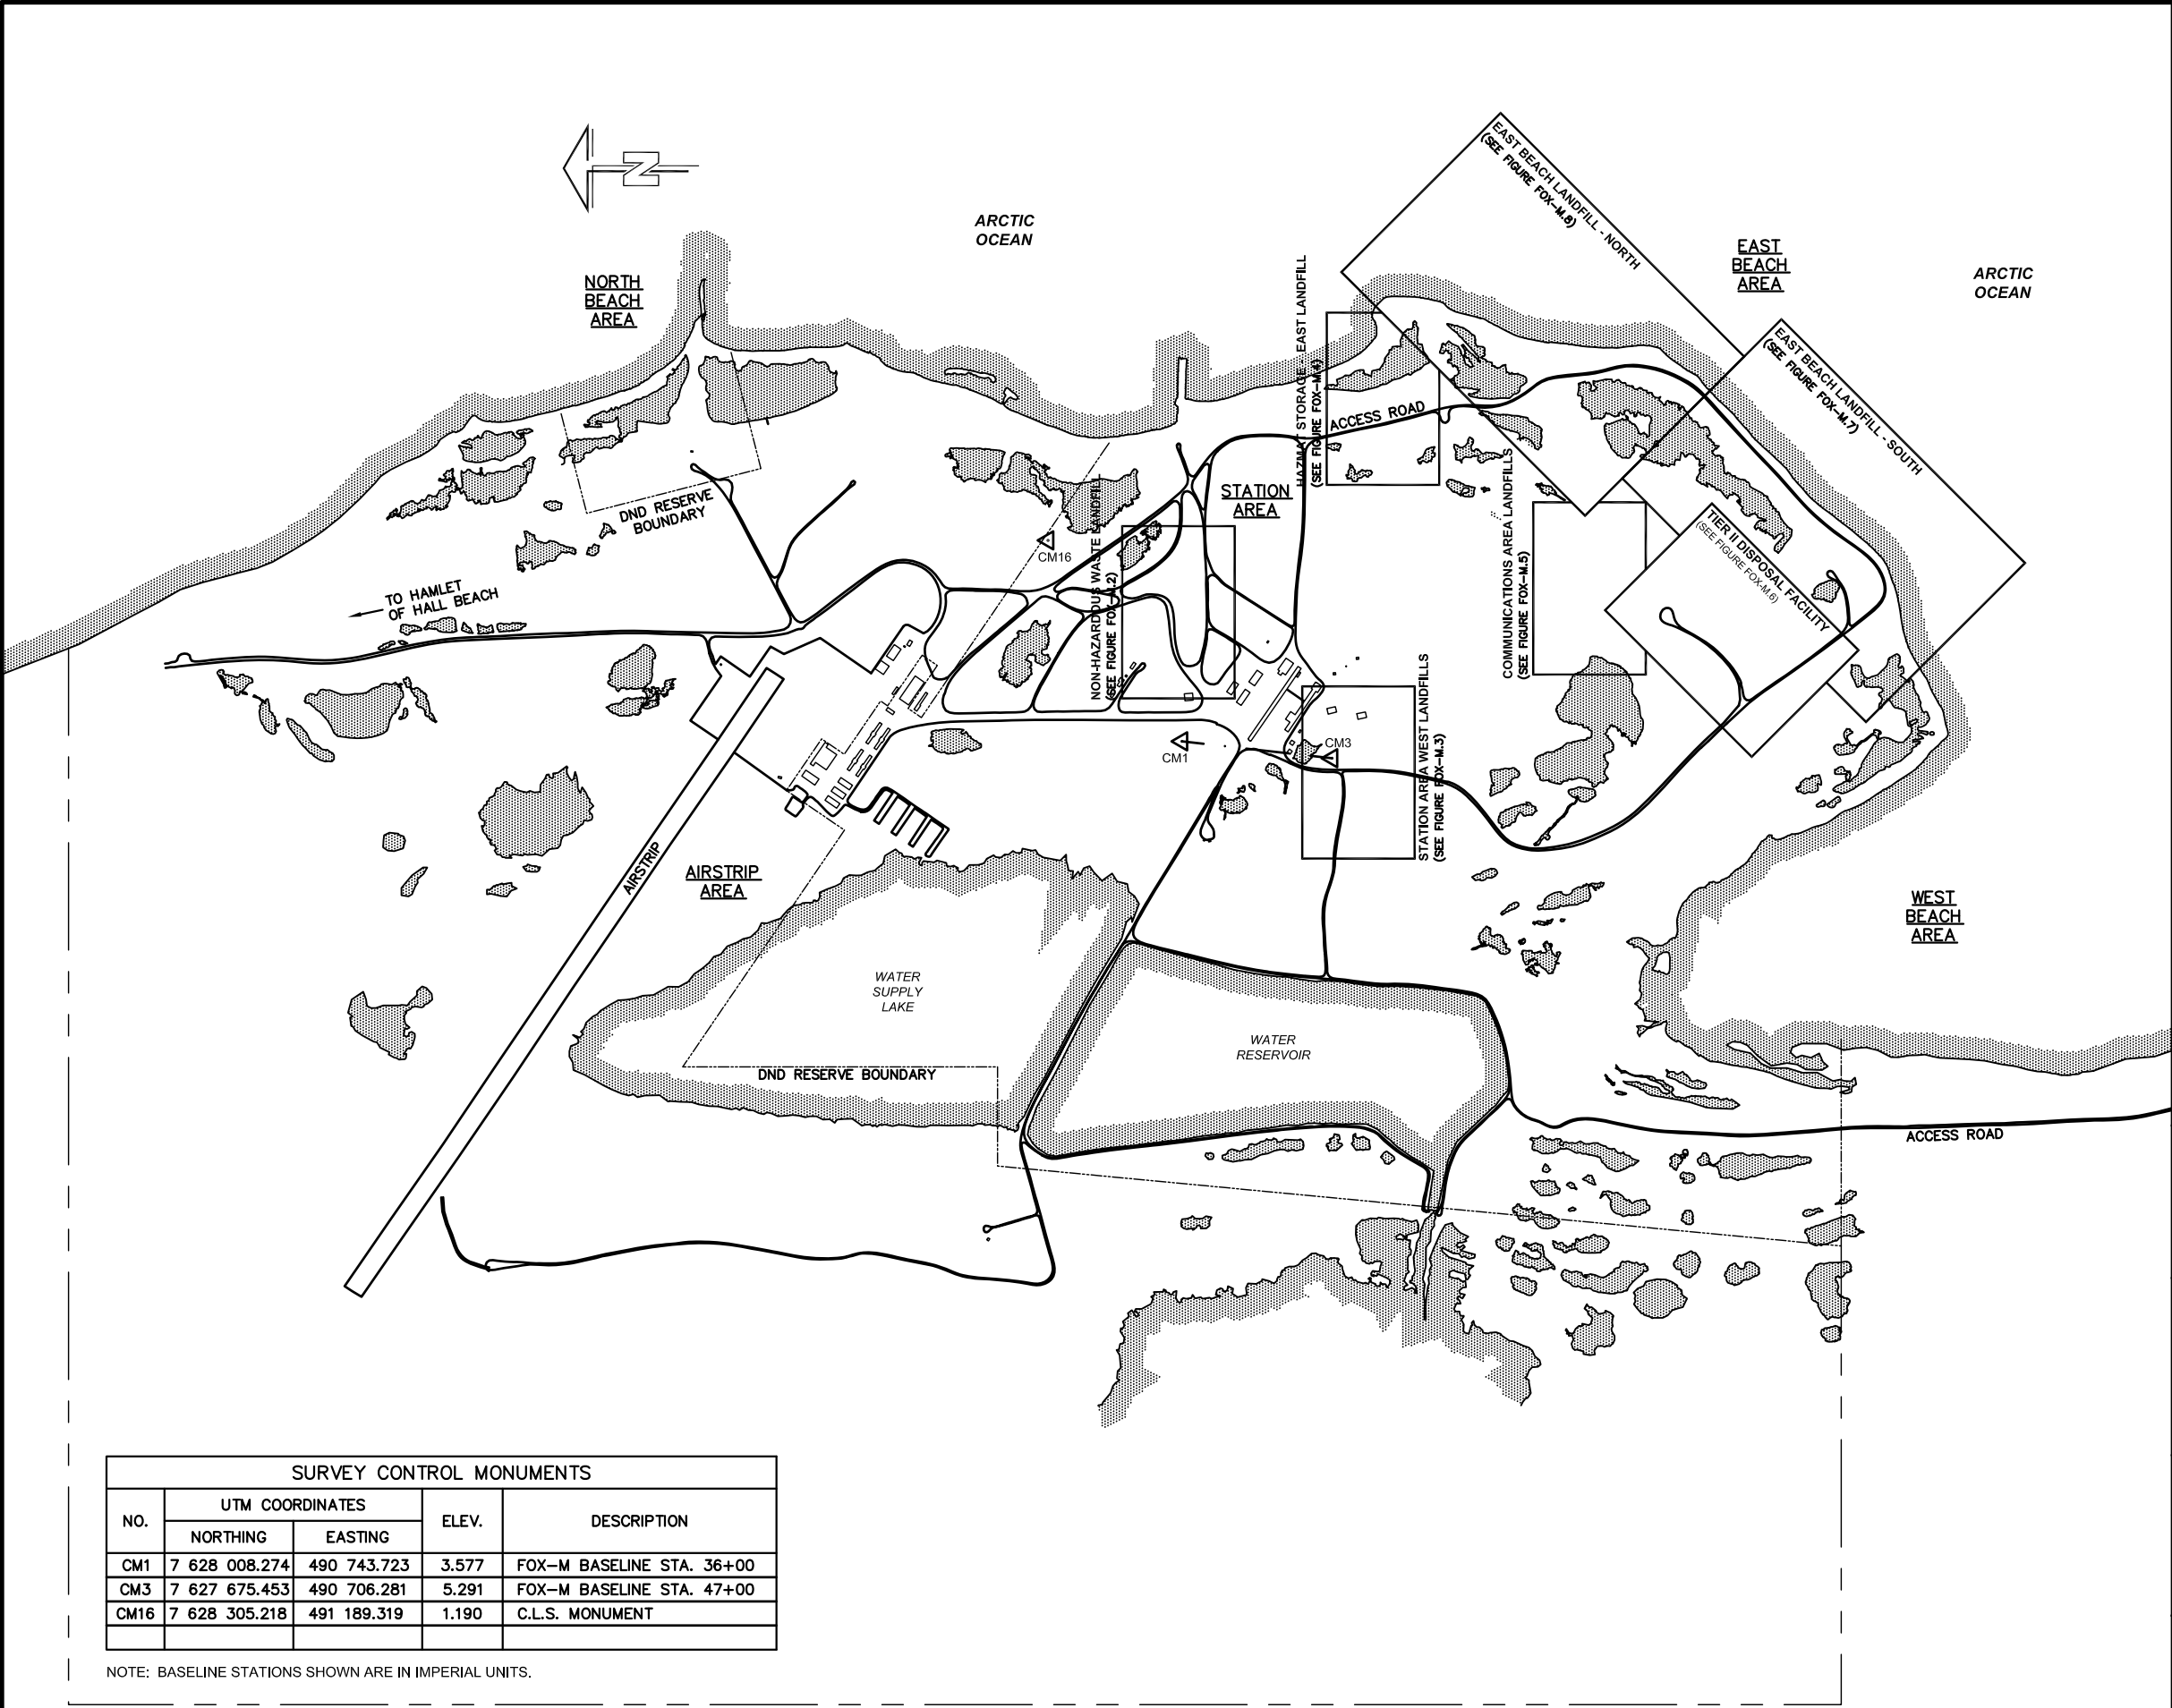 N
ARCTIC
OCEAN
NORTH
BEACH
AREA
EAST BEACH LANDFILL - NORTH
(SEE FIGURE FOX-M.8)
EAST
BEACH
AREA
ARCTIC
OCEAN
EAST BEACH LANDFILL - SOUTH
(SEE FIGURE FOX-M.7)
HAZMAT STORAGE - EAST LANDFILL
(SEE FIGURE FOX-M.4)
ACCESS ROAD
STATION
AREA
DND RESERVE
BOUNDARY
CM16
NON-HAZARDOUS WASTE LANDFILL
(SEE FIGURE FOX-M.2)
COMMUNICATIONS AREA LANDFILLS
(SEE FIGURE FOX-M.5)
TIER II DISPOSAL FACILITY
(SEE FIGURE FOX-M.6)
TO HAMLET
OF HALL BEACH
CM1
CM3
STATION AREA WEST LANDFILLS
(SEE FIGURE FOX-M.3)
AIRSTRIP
AIRSTRIP
AREA
WEST
BEACH
AREA
WATER
SUPPLY
LAKE
WATER
RESERVOIR
DND RESERVE BOUNDARY
ACCESS ROAD
SURVEY CONTROL MONUMENTS
NO. UTM COORDINATES ELEV. DESCRIPTION
NORTHING EASTING
CM1 7 628 008.274 490 743.723 3.577 FOX-M BASELINE STA. 36+00
CM3 7 627 675.453 490 706.281 5.291 FOX-M BASELINE STA. 47+00
CM16 7 628 305.218 491 189.319 1.190 C.L.S. MONUMENT
NOTE: BASELINE STATIONS SHOWN ARE IN IMPERIAL UNITS.